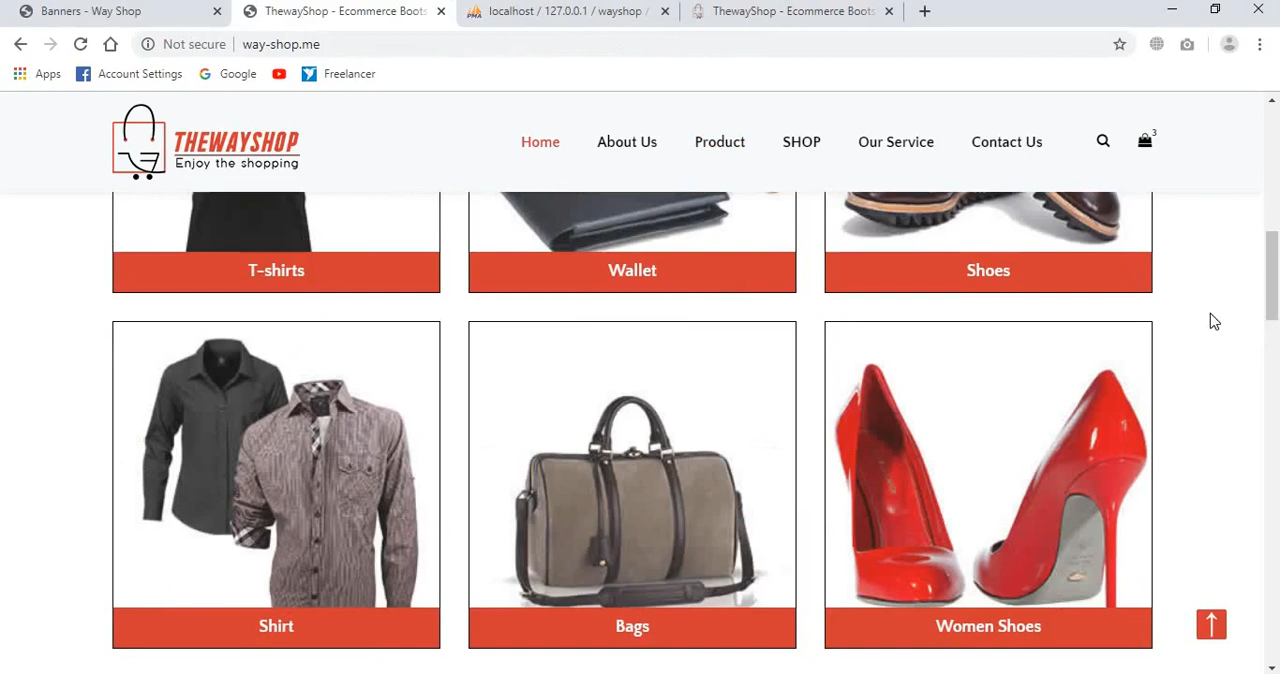 Banners - Way Shop
ThewayShop - Ecommerce Boots
PMA
localhost / 127.0.0.1 / wayshop /
ThewayShop - Ecommerce Boots
Not secure
way-shop.me
Apps
Account Settings
Google
Freelancer
THEWAYSHOP
Enjoy the shopping
Home
About Us
Product
SHOP
Our Service
Contact Us
3
T-shirts
Wallet
Shoes
Shirt
Bags
Women Shoes